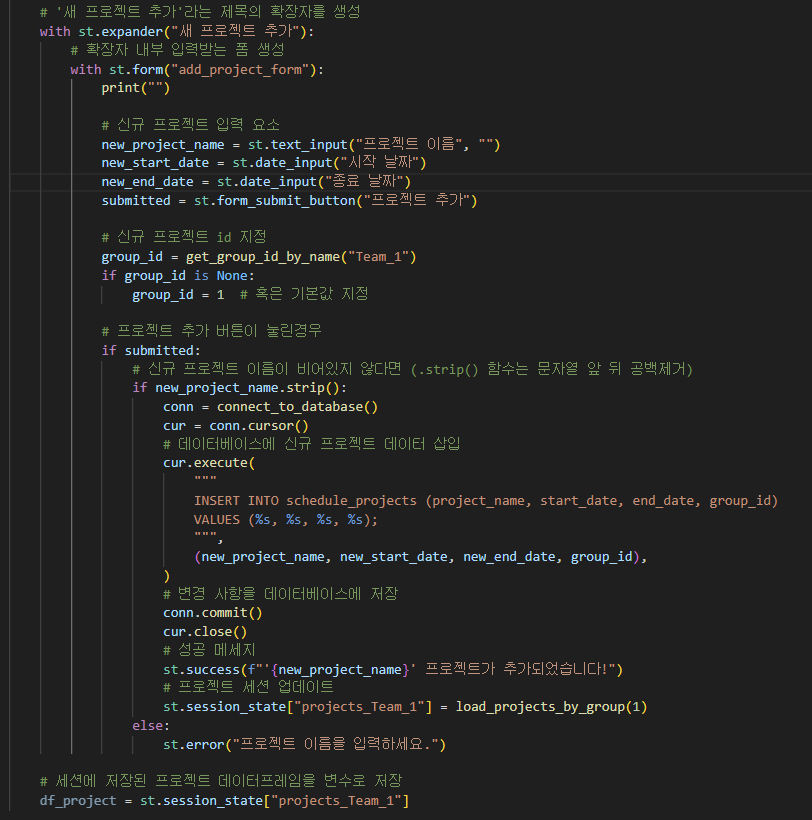 # '새 프로젝트 추가'라는 제목의 확장자를 생성
with st.expander("새 프로젝트 추가"):
# 확장자 내부 입력받는 폼 생성
with st.form("add_project_form"):
print("")
# 신규 프로젝트 입력 요소
new_project_name = st.text_input("프로젝트 이름", "")
new_start_date = st.date_input("시작 날짜")
new_end_date = st.date_input("종료 날짜")
submitted = st.form_submit_button("프로젝트 추가")
# 신규 프로젝트 id 지정
group_id = get_group_id_by_name("Team_1")
if group_id is None:
group_id = 1  # 혹은 기본값 지정
# 프로젝트 추가 버튼이 눌린경우
if submitted:
# 신규 프로젝트 이름이 비어있지 않다면 (.strip() 함수는 문자열 앞 뒤 공백제거)
if new_project_name.strip():
conn = connect_to_database()
cur = conn.cursor()
# 데이터베이스에 신규 프로젝트 데이터 삽입
cur.execute(
"""
INSERT INTO schedule_projects (project_name, start_date, end_date, group_id)
VALUES (%s, %s, %s, %s);
""",
(new_project_name, new_start_date, new_end_date, group_id),
)
# 변경 사항을 데이터베이스에 저장
conn.commit()
cur.close()
# 성공 메세지
st.success(f"'{new_project_name}' 프로젝트가 추가되었습니다!")
# 프로젝트 세션 업데이트
st.session_state["projects_Team_1"] = load_projects_by_group(1)
else:
st.error("프로젝트 이름을 입력하세요.")
# 세션에 저장된 프로젝트 데이터프레임을 변수로 저장
df_project = st.session_state["projects_Team_1"]